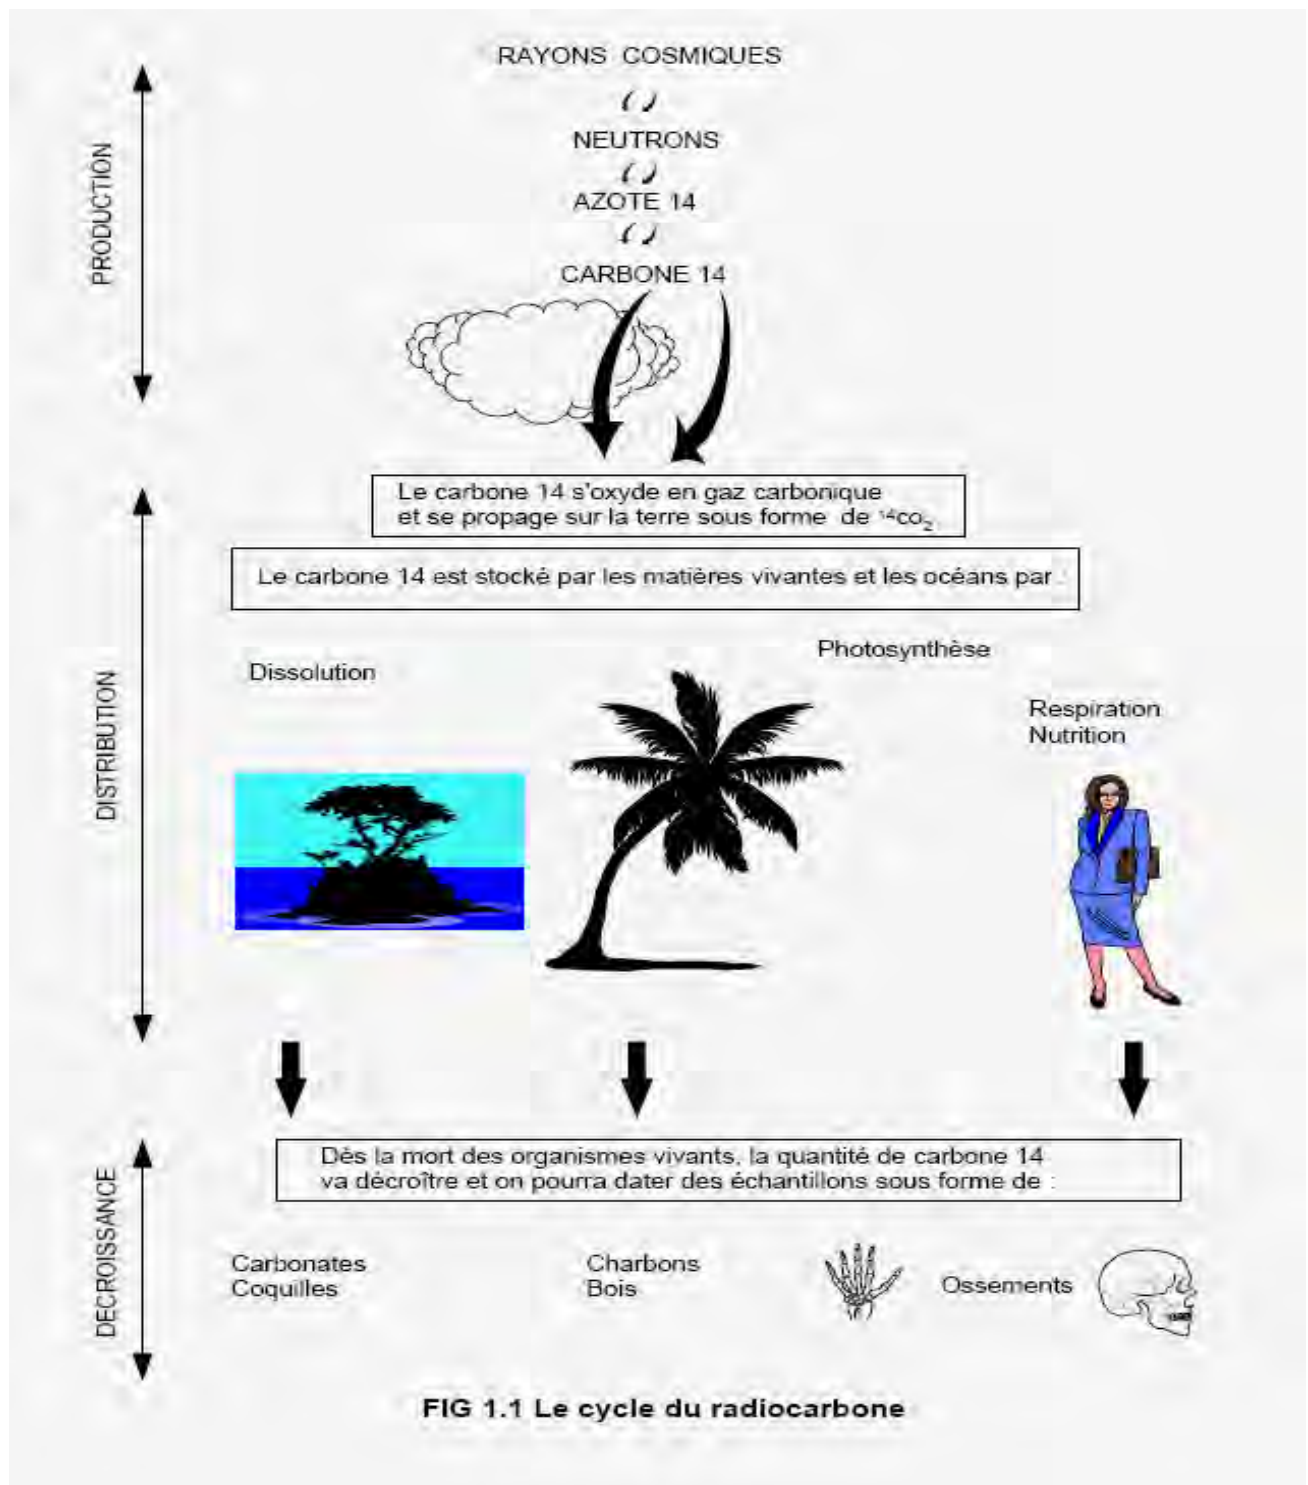 RAYONS COSMIQUES
NEUTRONS
AZOTE 14
CARBONE 14
PRODUCTION
Le carbone 14 s'oxyde en gaz carbonique
et se propage sur la terre sous forme de ¹⁴co₂
Le carbone 14 est stocké par les matières vivantes et les océans par :
DISTRIBUTION
Dissolution
Photosynthèse
Respiration
Nutrition
Dès la mort des organismes vivants, la quantité de carbone 14
va décroître et on pourra dater des échantillons sous forme de :
DECROISSANCE
Carbonates
Coquilles
Charbons
Bois
Ossements
FIG 1.1 Le cycle du radiocarbone